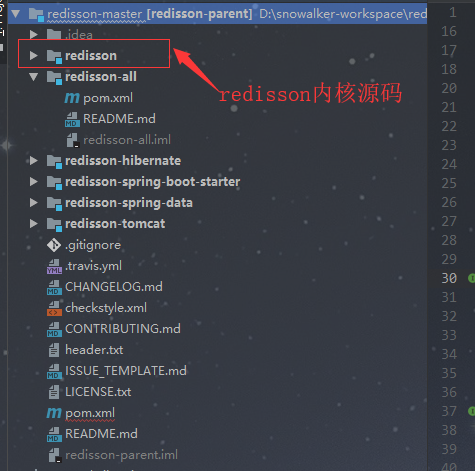 redisson-master [redisson-parent] D:\snowalker-workspace\red
.idea
redisson
redisson-all
pom.xml
README.md
redisson-all.iml
redisson-hibernate
redisson-spring-boot-starter
redisson-spring-data
redisson-tomcat
.gitignore
.travis.yml
CHANGELOG.md
checkstyle.xml
CONTRIBUTING.md
header.txt
ISSUE_TEMPLATE.md
LICENSE.txt
pom.xml
README.md
redisson-parent.iml
redisson内核源码
1
16
17
18
20
21
22
23
24
25
26
27
28
29
30
31
32
33
34
35
36
37
38
39
40